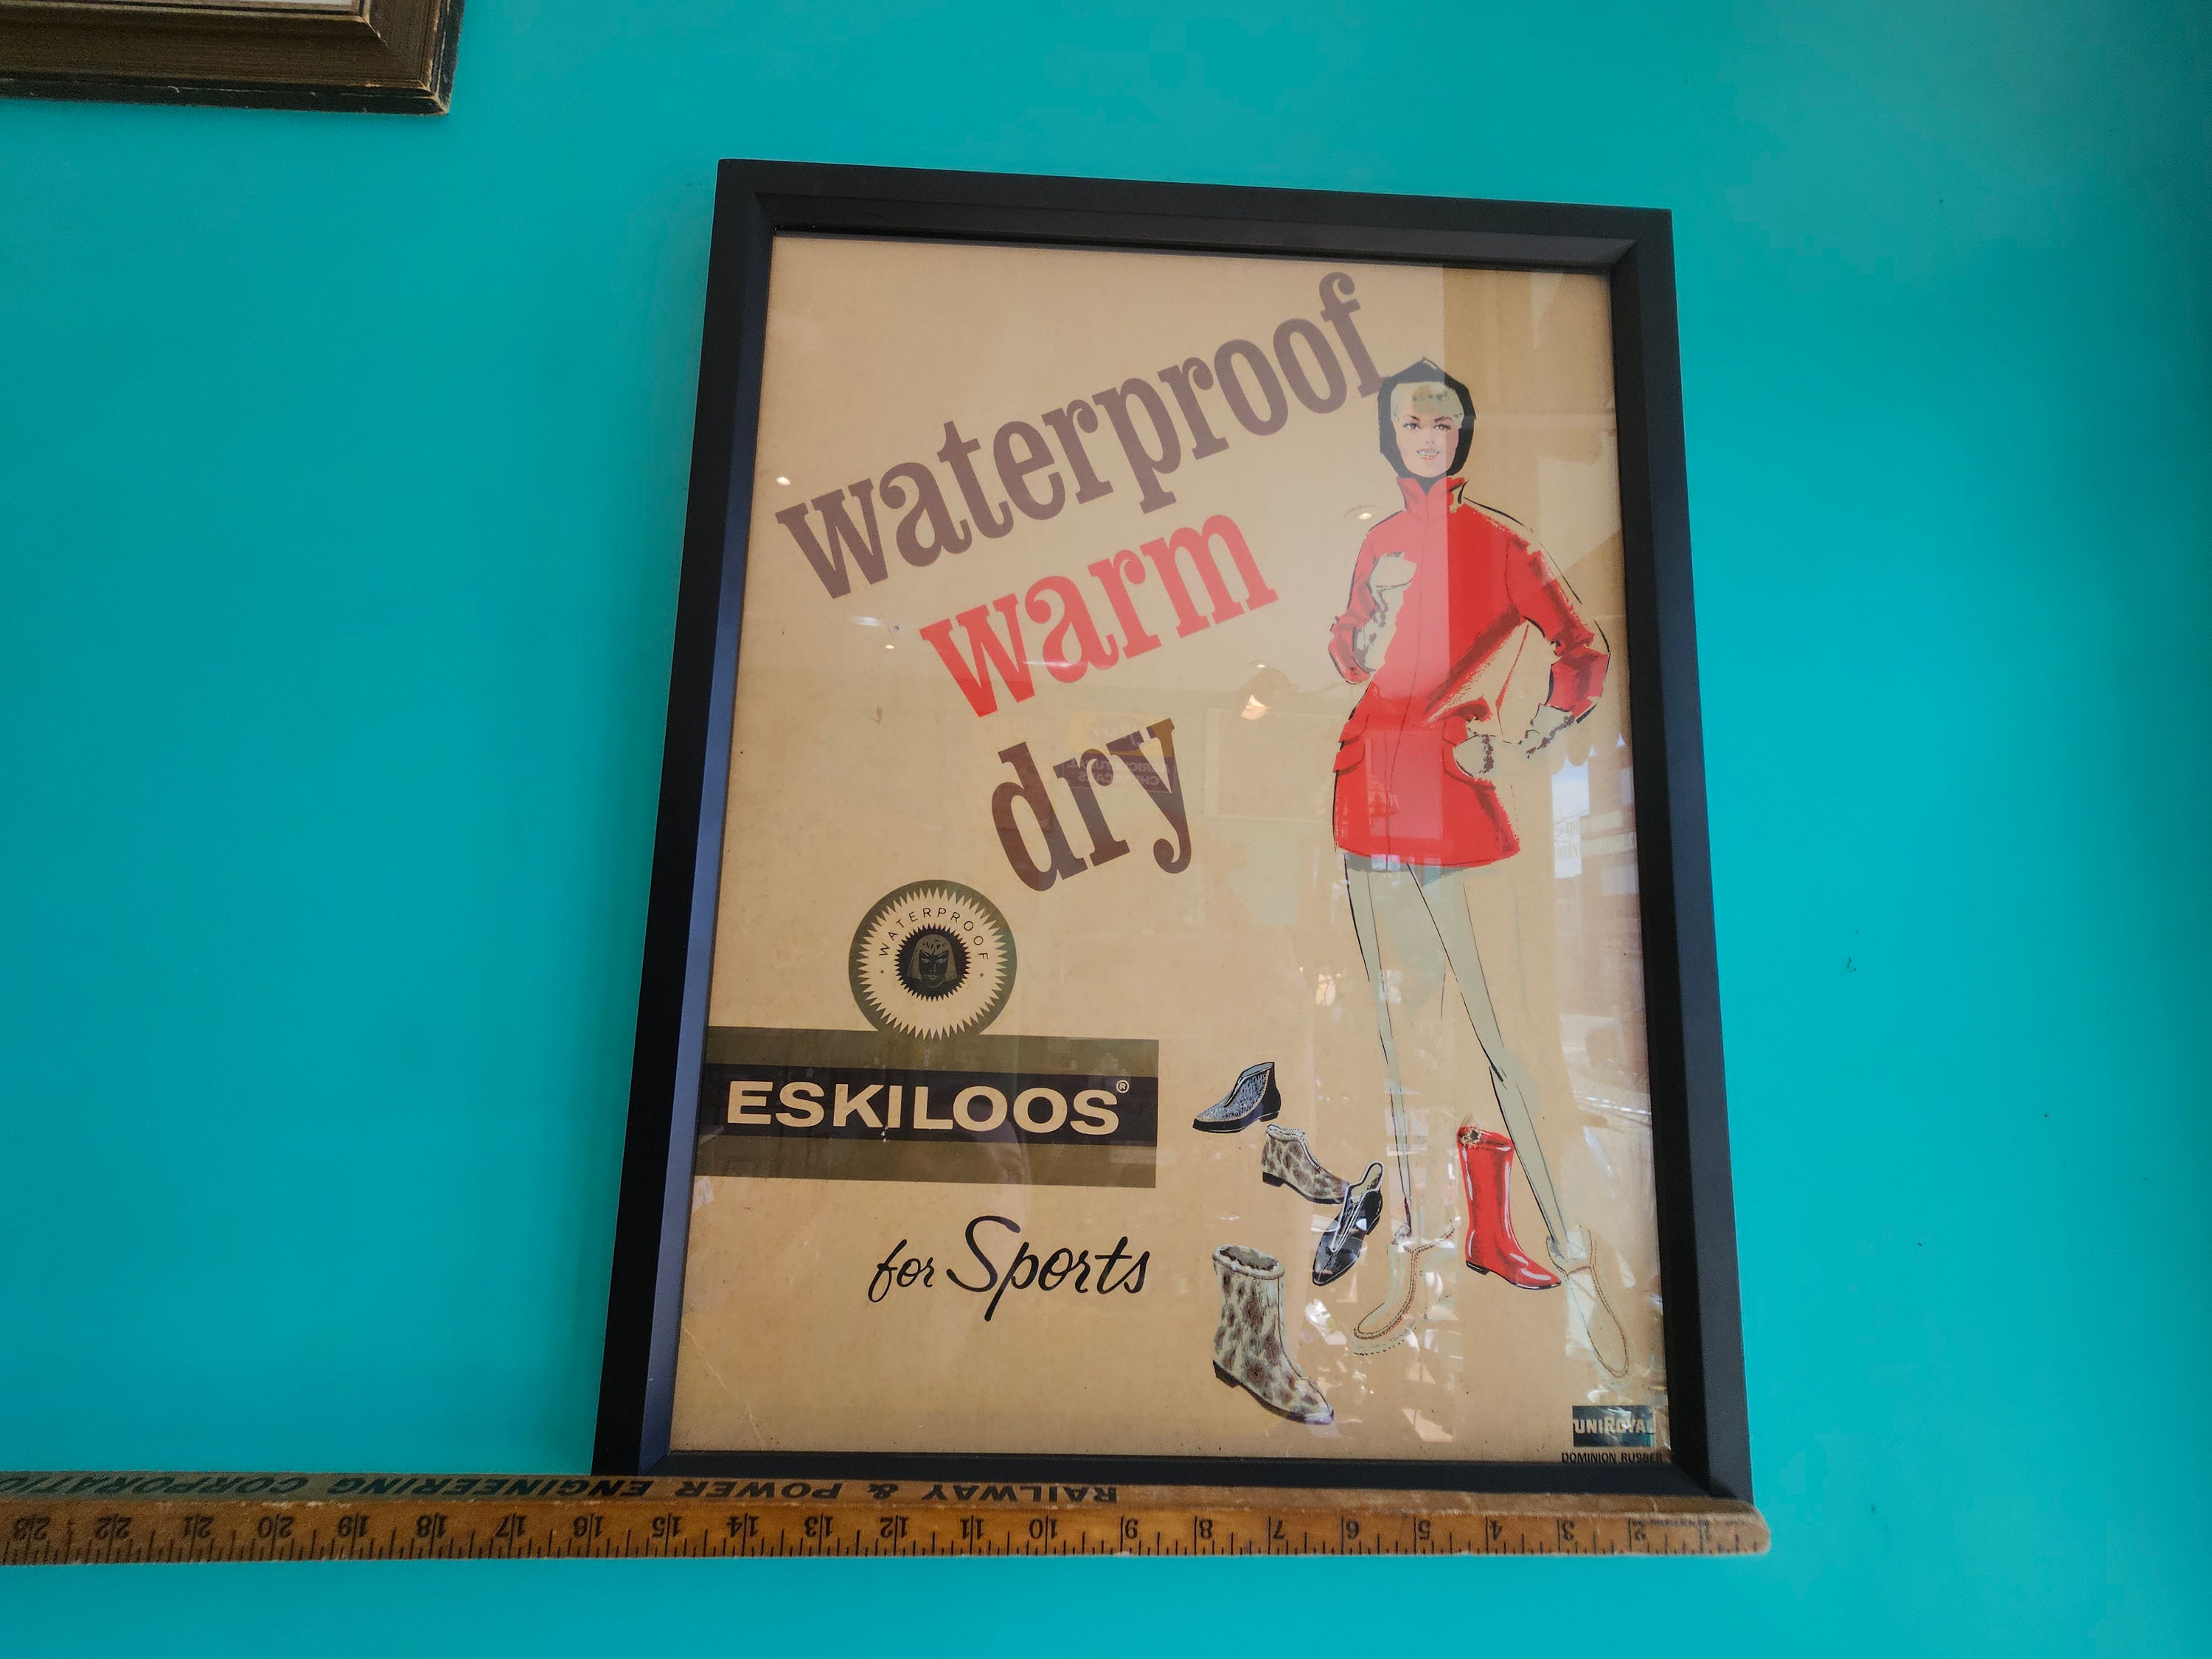 waterproof
warm
dry
WATERPROOF
ESKILOOS®
for Sports
UNIROYAL
DOMINION RUBBER
RAILWAY & POWER ENGINEERING CORPORATIO
1 2 3 4 5 6 7 8 9 10 11 12 13 14 15 16 17 18 19 20 21 22 23